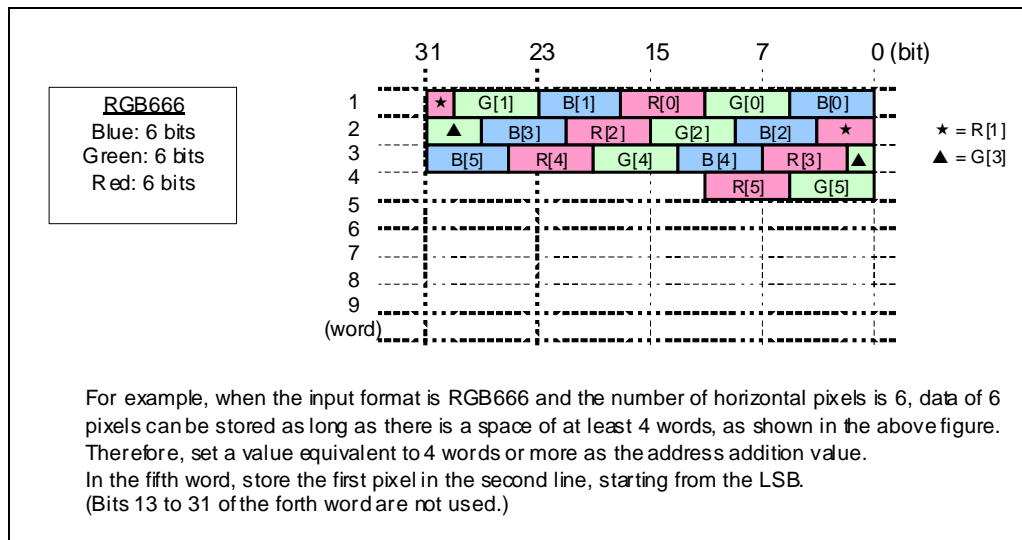 31 23 15 7 0 (bit)
RGB666
Blue: 6 bits
Green: 6 bits
Red: 6 bits
1 ★ G[1] B[1] R[0] G[0] B[0]
2 ▲ B[3] R[2] G[2] B[2] ★
3 B[5] R[4] G[4] B[4] R[3] ▲
4 R[5] G[5]
5
6
7
8
9
(word)
★ = R[1]
▲ = G[3]
For example, when the input format is RGB666 and the number of horizontal pixels is 6, data of 6
pixels can be stored as long as there is a space of at least 4 words, as shown in the above figure.
Therefore, set a value equivalent to 4 words or more as the address addition value.
In the fifth word, store the first pixel in the second line, starting from the LSB.
(Bits 13 to 31 of the forth word are not used.)